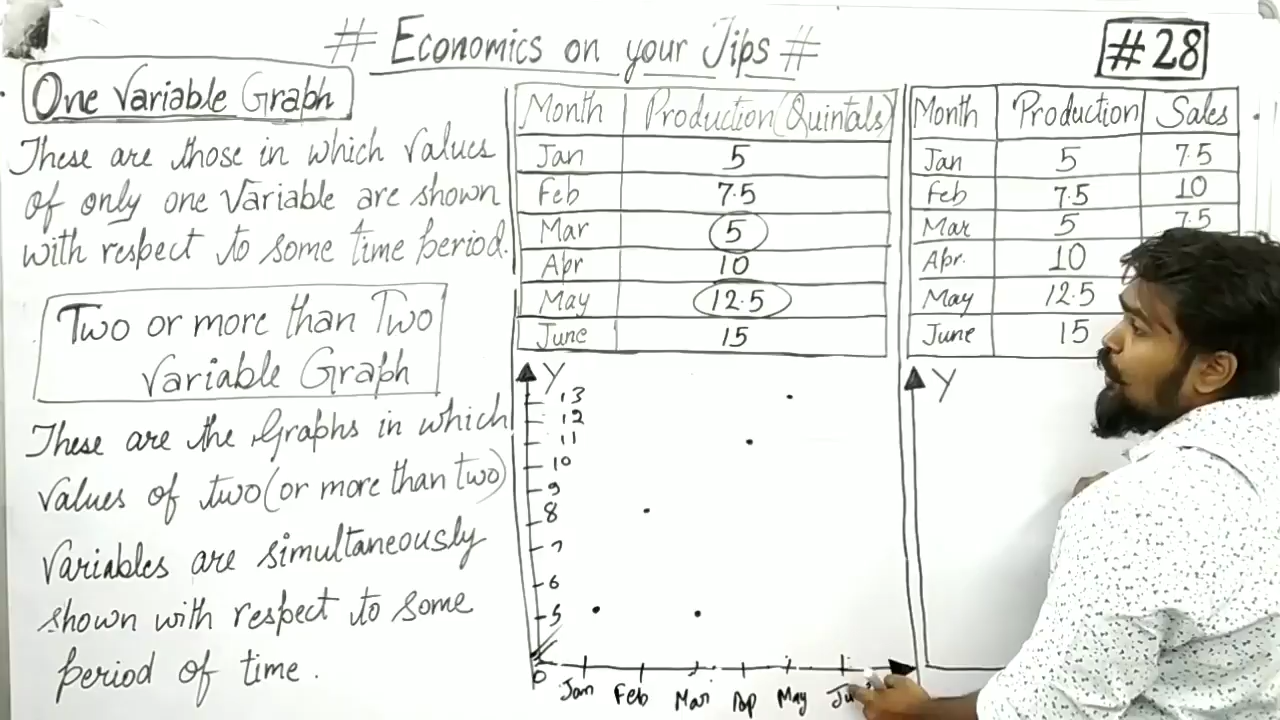 # Economics on your Tips #
# 28
One Variable Graph
These are those in which values
of only one variable are shown
with respect to some time period.
Two or more than Two
Variable Graph
These are the Graphs in which
values of two (or more than two)
Variables are simultaneously
shown with respect to some
period of time.
Month Production (Quintals)
Jan 5
Feb 7.5
Mar 5
Apr 10
May 12.5
June 15
Month Production Sales
Jan 5 7.5
Feb 7.5 10
Mar 5 7.5
Apr. 10
May 12.5
June 15
Y
13
12
11
10
9
8
7
6
5
0
Jan Feb Mar Ap May
Y